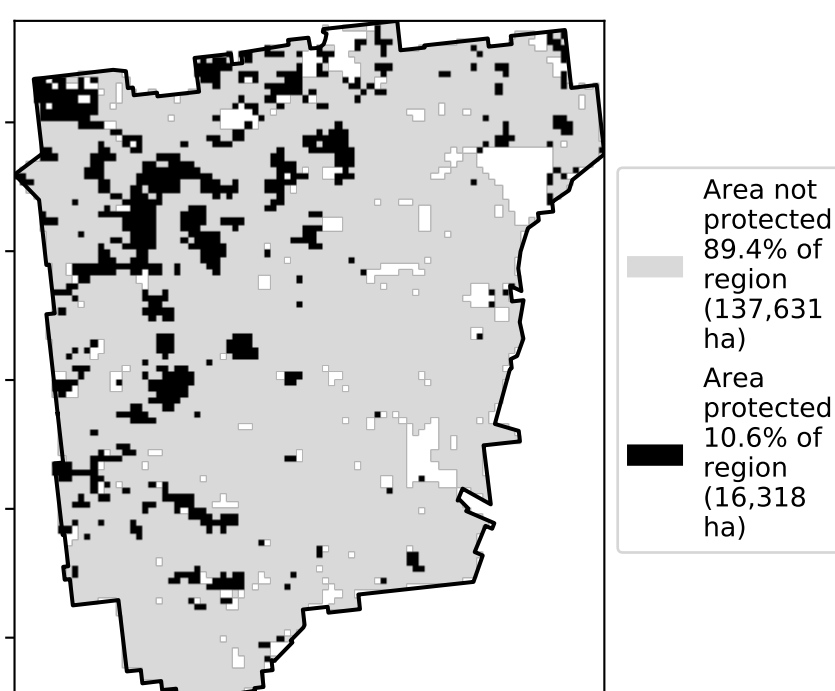 Area not
protected
89.4% of
region
(137,631
ha)
Area
protected
10.6% of
region
(16,318
ha)